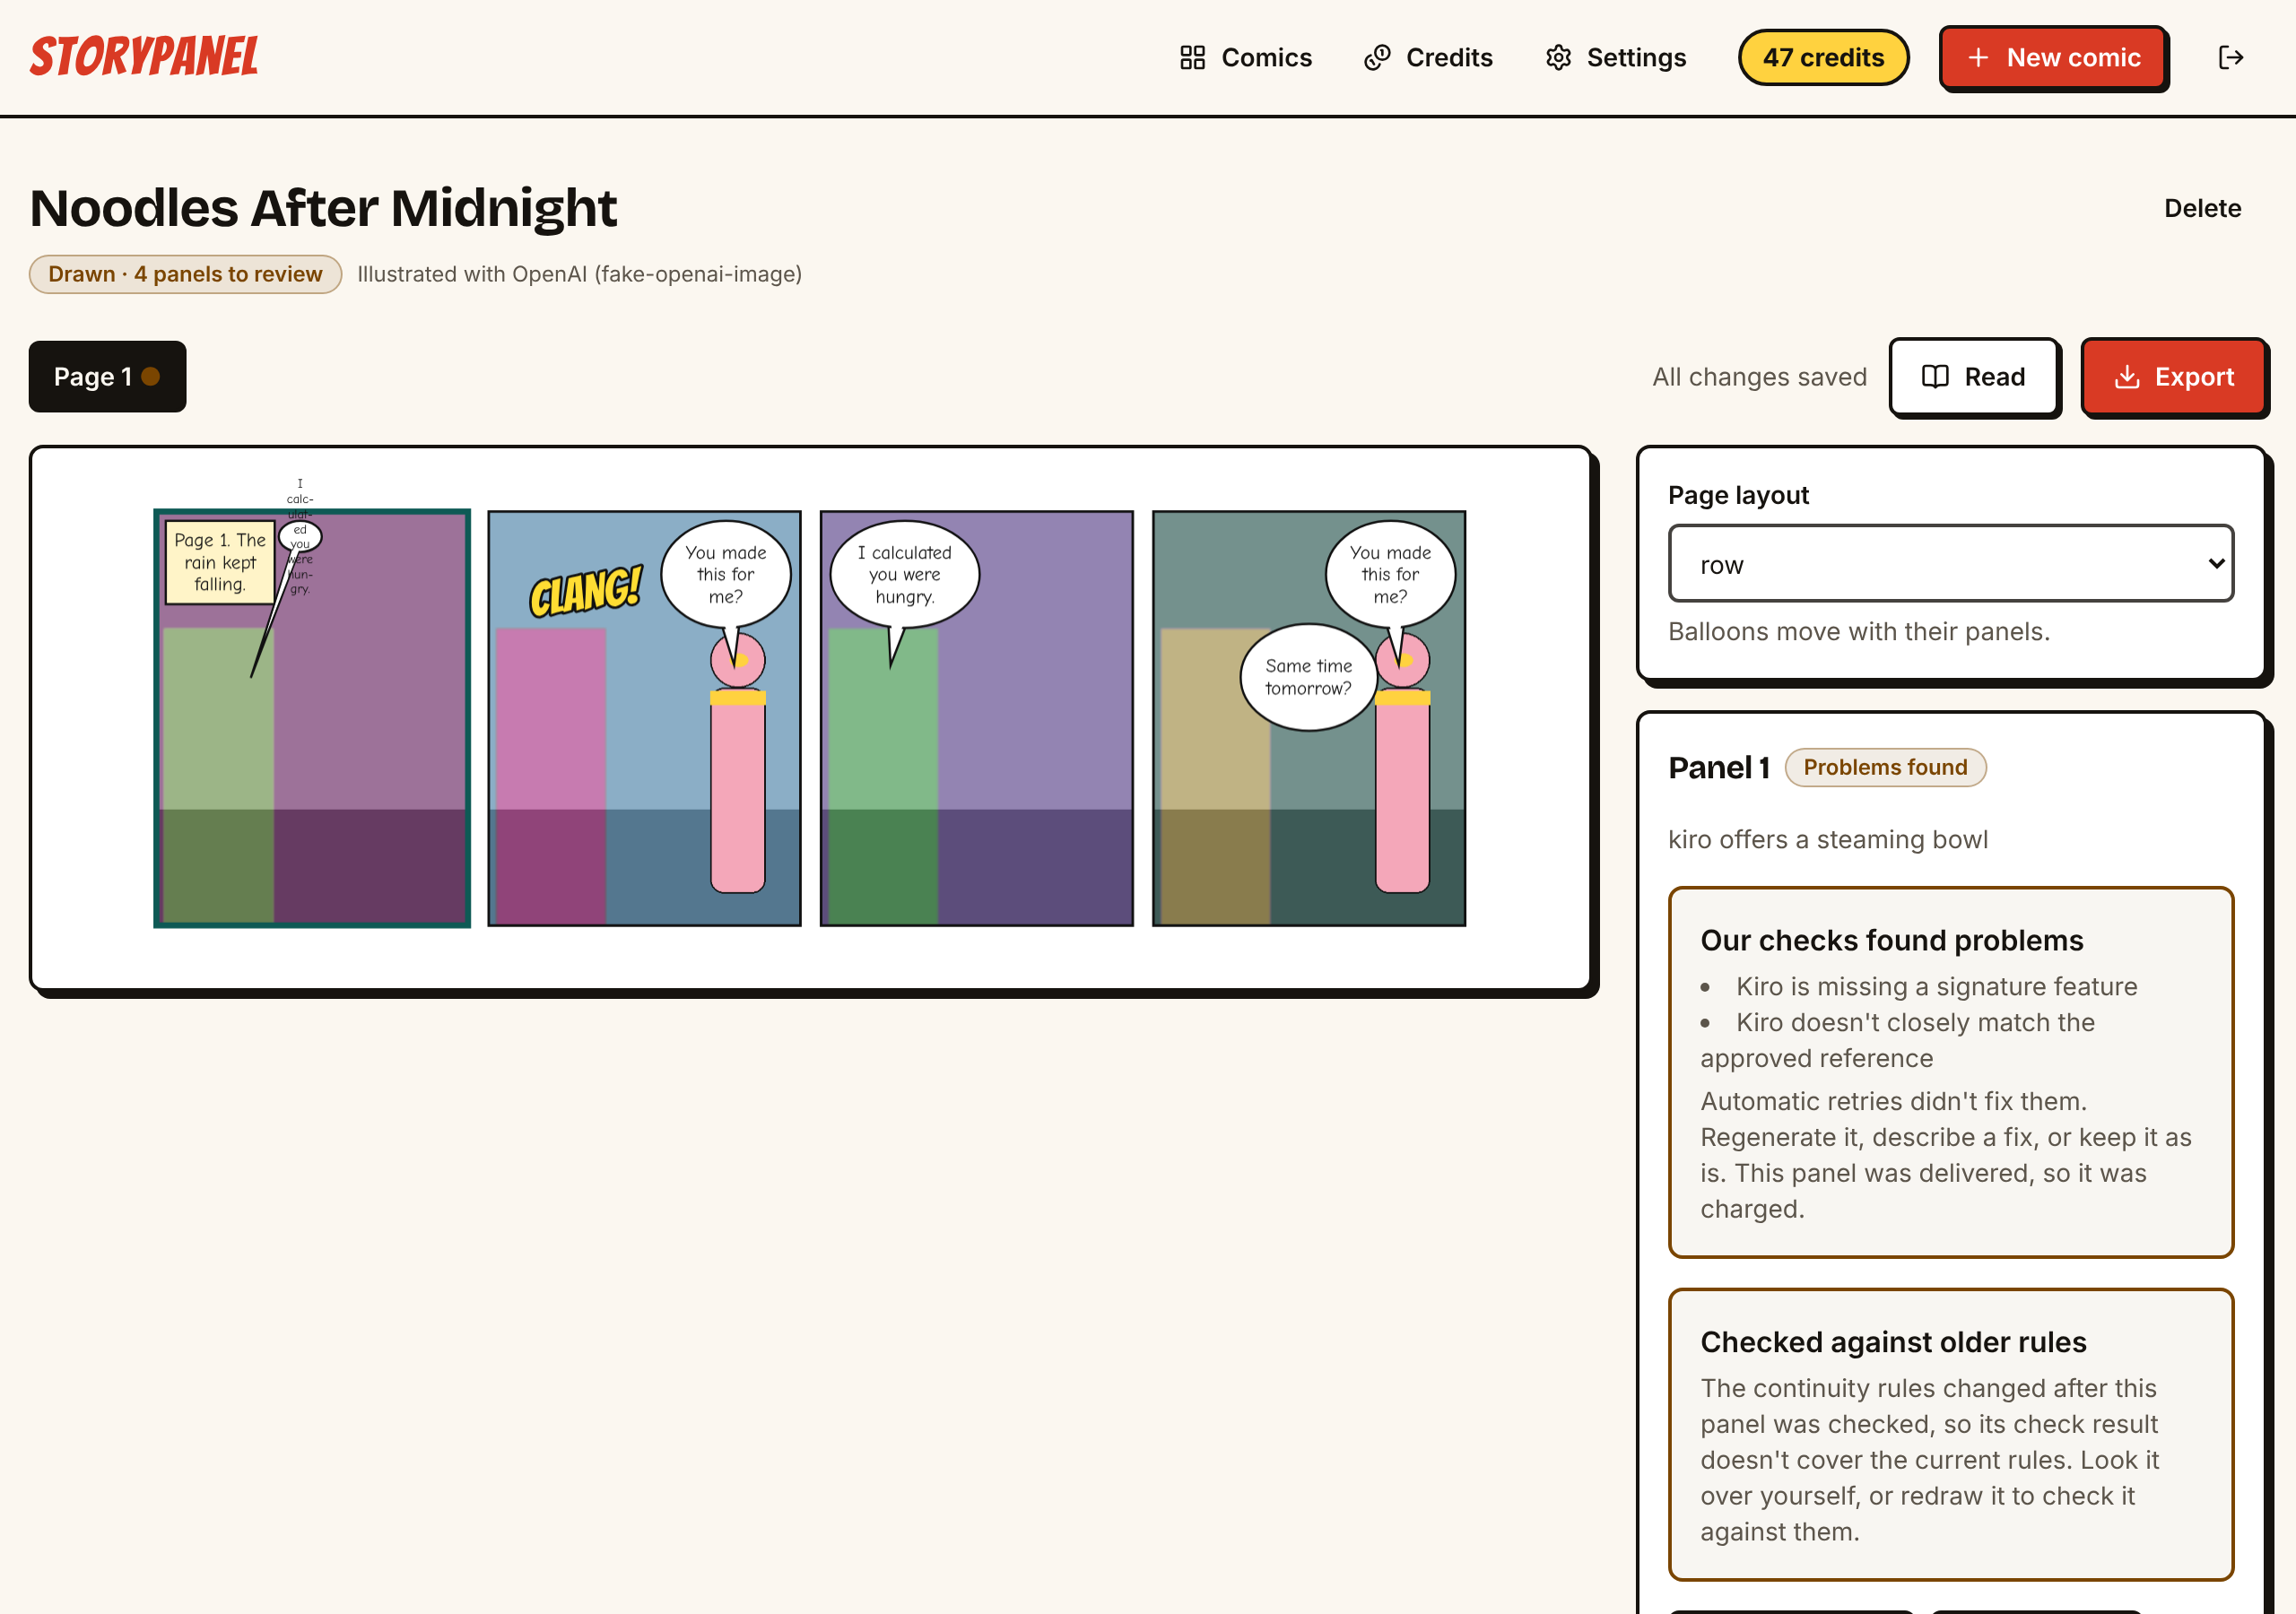 STORYPANEL
Comics
Credits
Settings
47 credits
New comic
Noodles After Midnight
Delete
Drawn · 4 panels to review
Illustrated with OpenAI (fake-openai-image)
Page 1
All changes saved
Read
Export
Page 1. The
rain kept
falling.
I
calc-
ulat-
ed
you
were
hun-
gry.
CLANG!
You made
this for
me?
I calculated
you were
hungry.
You made
this for
me?
Same time
tomorrow?
Page layout
row
Balloons move with their panels.
Panel 1
Problems found
kiro offers a steaming bowl
Our checks found problems
• Kiro is missing a signature feature
• Kiro doesn't closely match the
approved reference
Automatic retries didn't fix them.
Regenerate it, describe a fix, or keep it as
is. This panel was delivered, so it was
charged.
Checked against older rules
The continuity rules changed after this
panel was checked, so its check result
doesn't cover the current rules. Look it
over yourself, or redraw it to check it
against them.